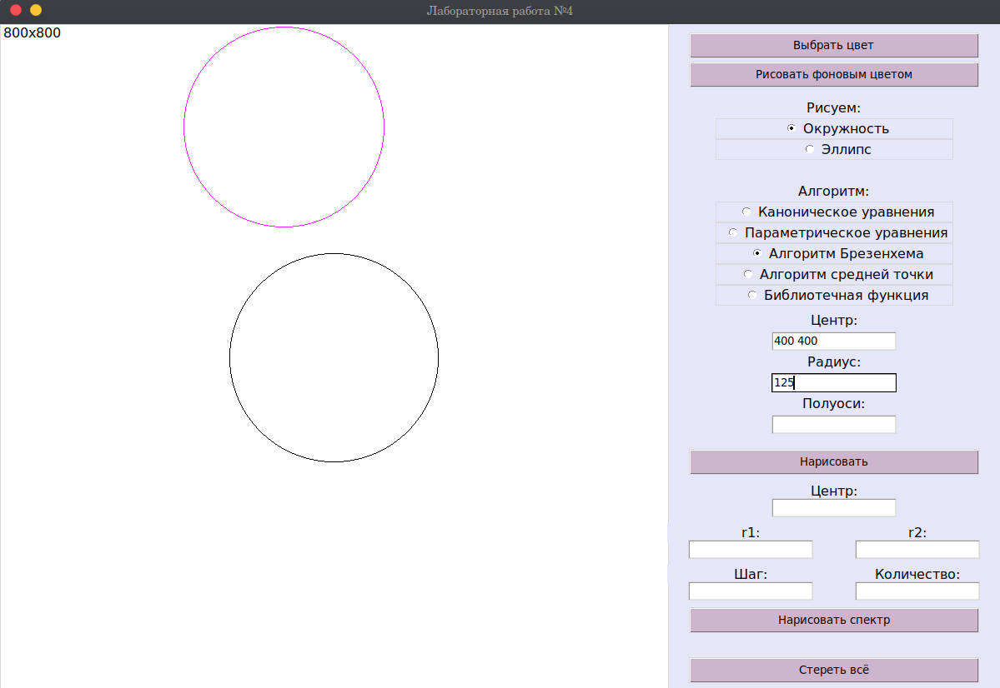 Лабораторная работа №4
800x800
Выбрать цвет
Рисовать фоновым цветом
Рисуем:
Окружность
Эллипс
Алгоритм:
Каноническое уравнения
Параметрическое уравнения
Алгоритм Брезенхема
Алгоритм средней точки
Библиотечная функция
Центр:
400 400
Радиус:
125
Полуоси:
Нарисовать
Центр:
r1: r2:
Шаг: Количество:
Нарисовать спектр
Стереть всё